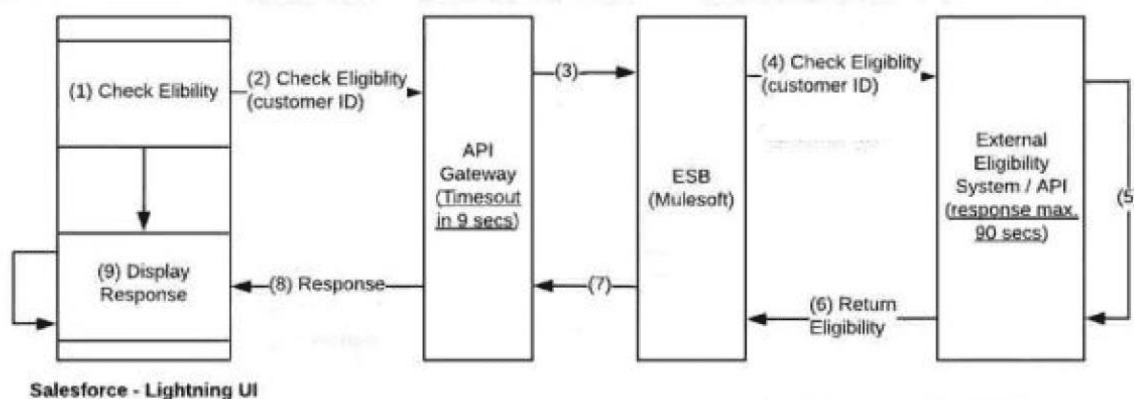 (1) Check Elibility
(2) Check Eligiblity
(customer ID)
(3)
(4) Check Eligiblity
(customer ID)
API
Gateway
(Timesout
in 9 secs)
ESB
(Mulesoft)
External
Eligibility
System / API
(response max.
90 secs)
(5
(6) Return
Eligibility
(7)
(8) Response
(9) Display
Response
Salesforce - Lightning UI